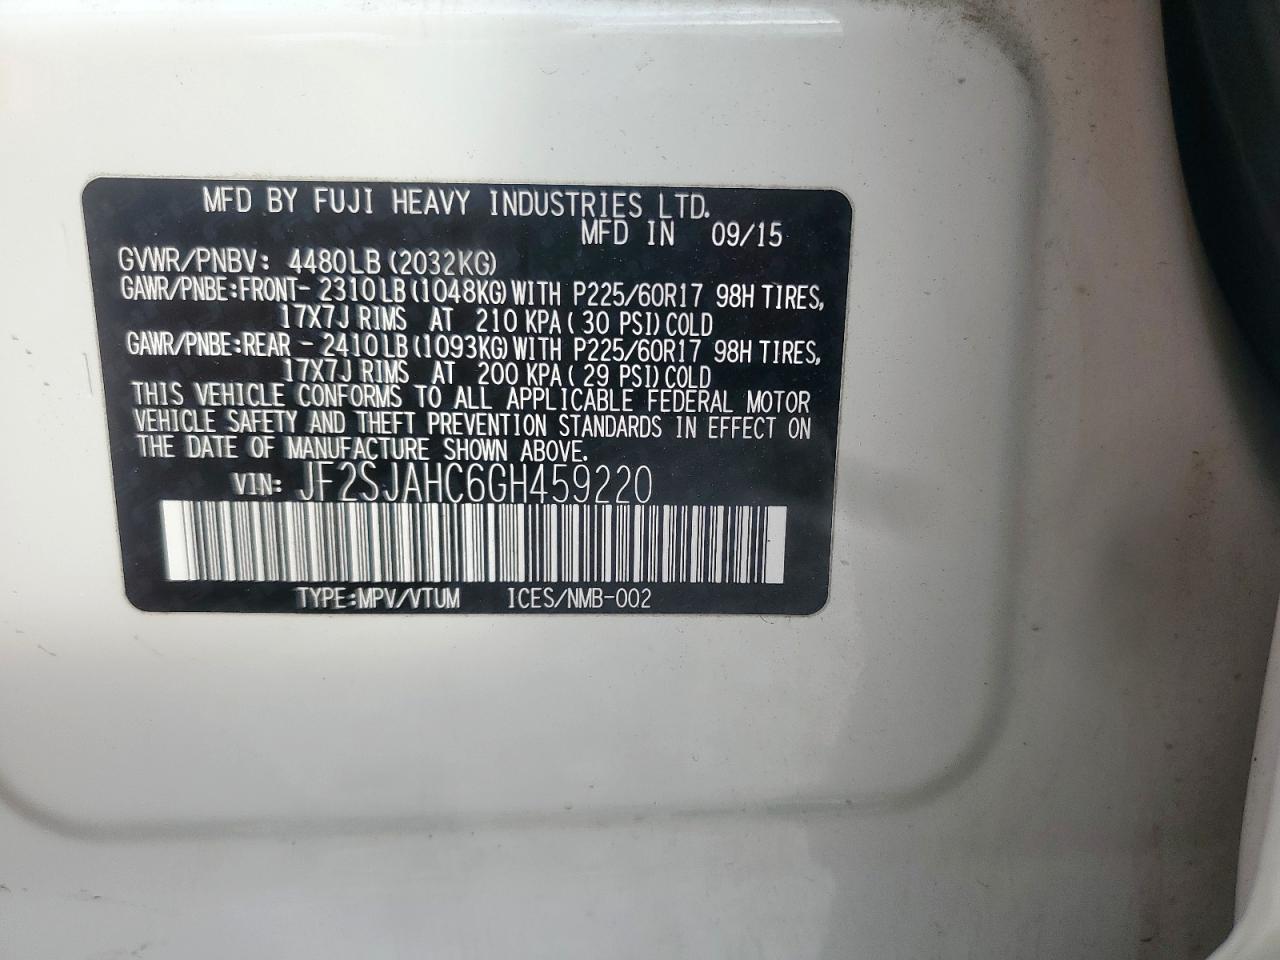 MFD BY FUJI HEAVY INDUSTRIES LTD.
MFD IN 09/15
GVWR/PNBV: 4480LB(2032KG)
GAWR/PNBE:FRONT- 2310LB(1048KG)WITH P225/60R17 98H TIRES,
17X7J RIMS AT 210 KPA( 30 PSI)COLD
GAWR/PNBE:REAR - 2410LB(1093KG)WITH P225/60R17 98H TIRES,
17X7J RIMS AT 200 KPA( 29 PSI)COLD
THIS VEHICLE CONFORMS TO ALL APPLICABLE FEDERAL MOTOR
VEHICLE SAFETY AND THEFT PREVENTION STANDARDS IN EFFECT ON
THE DATE OF MANUFACTURE SHOWN ABOVE.
VIN: JF2SJAHC6GH459220
TYPE:MPV/VTUM ICES/NMB-002